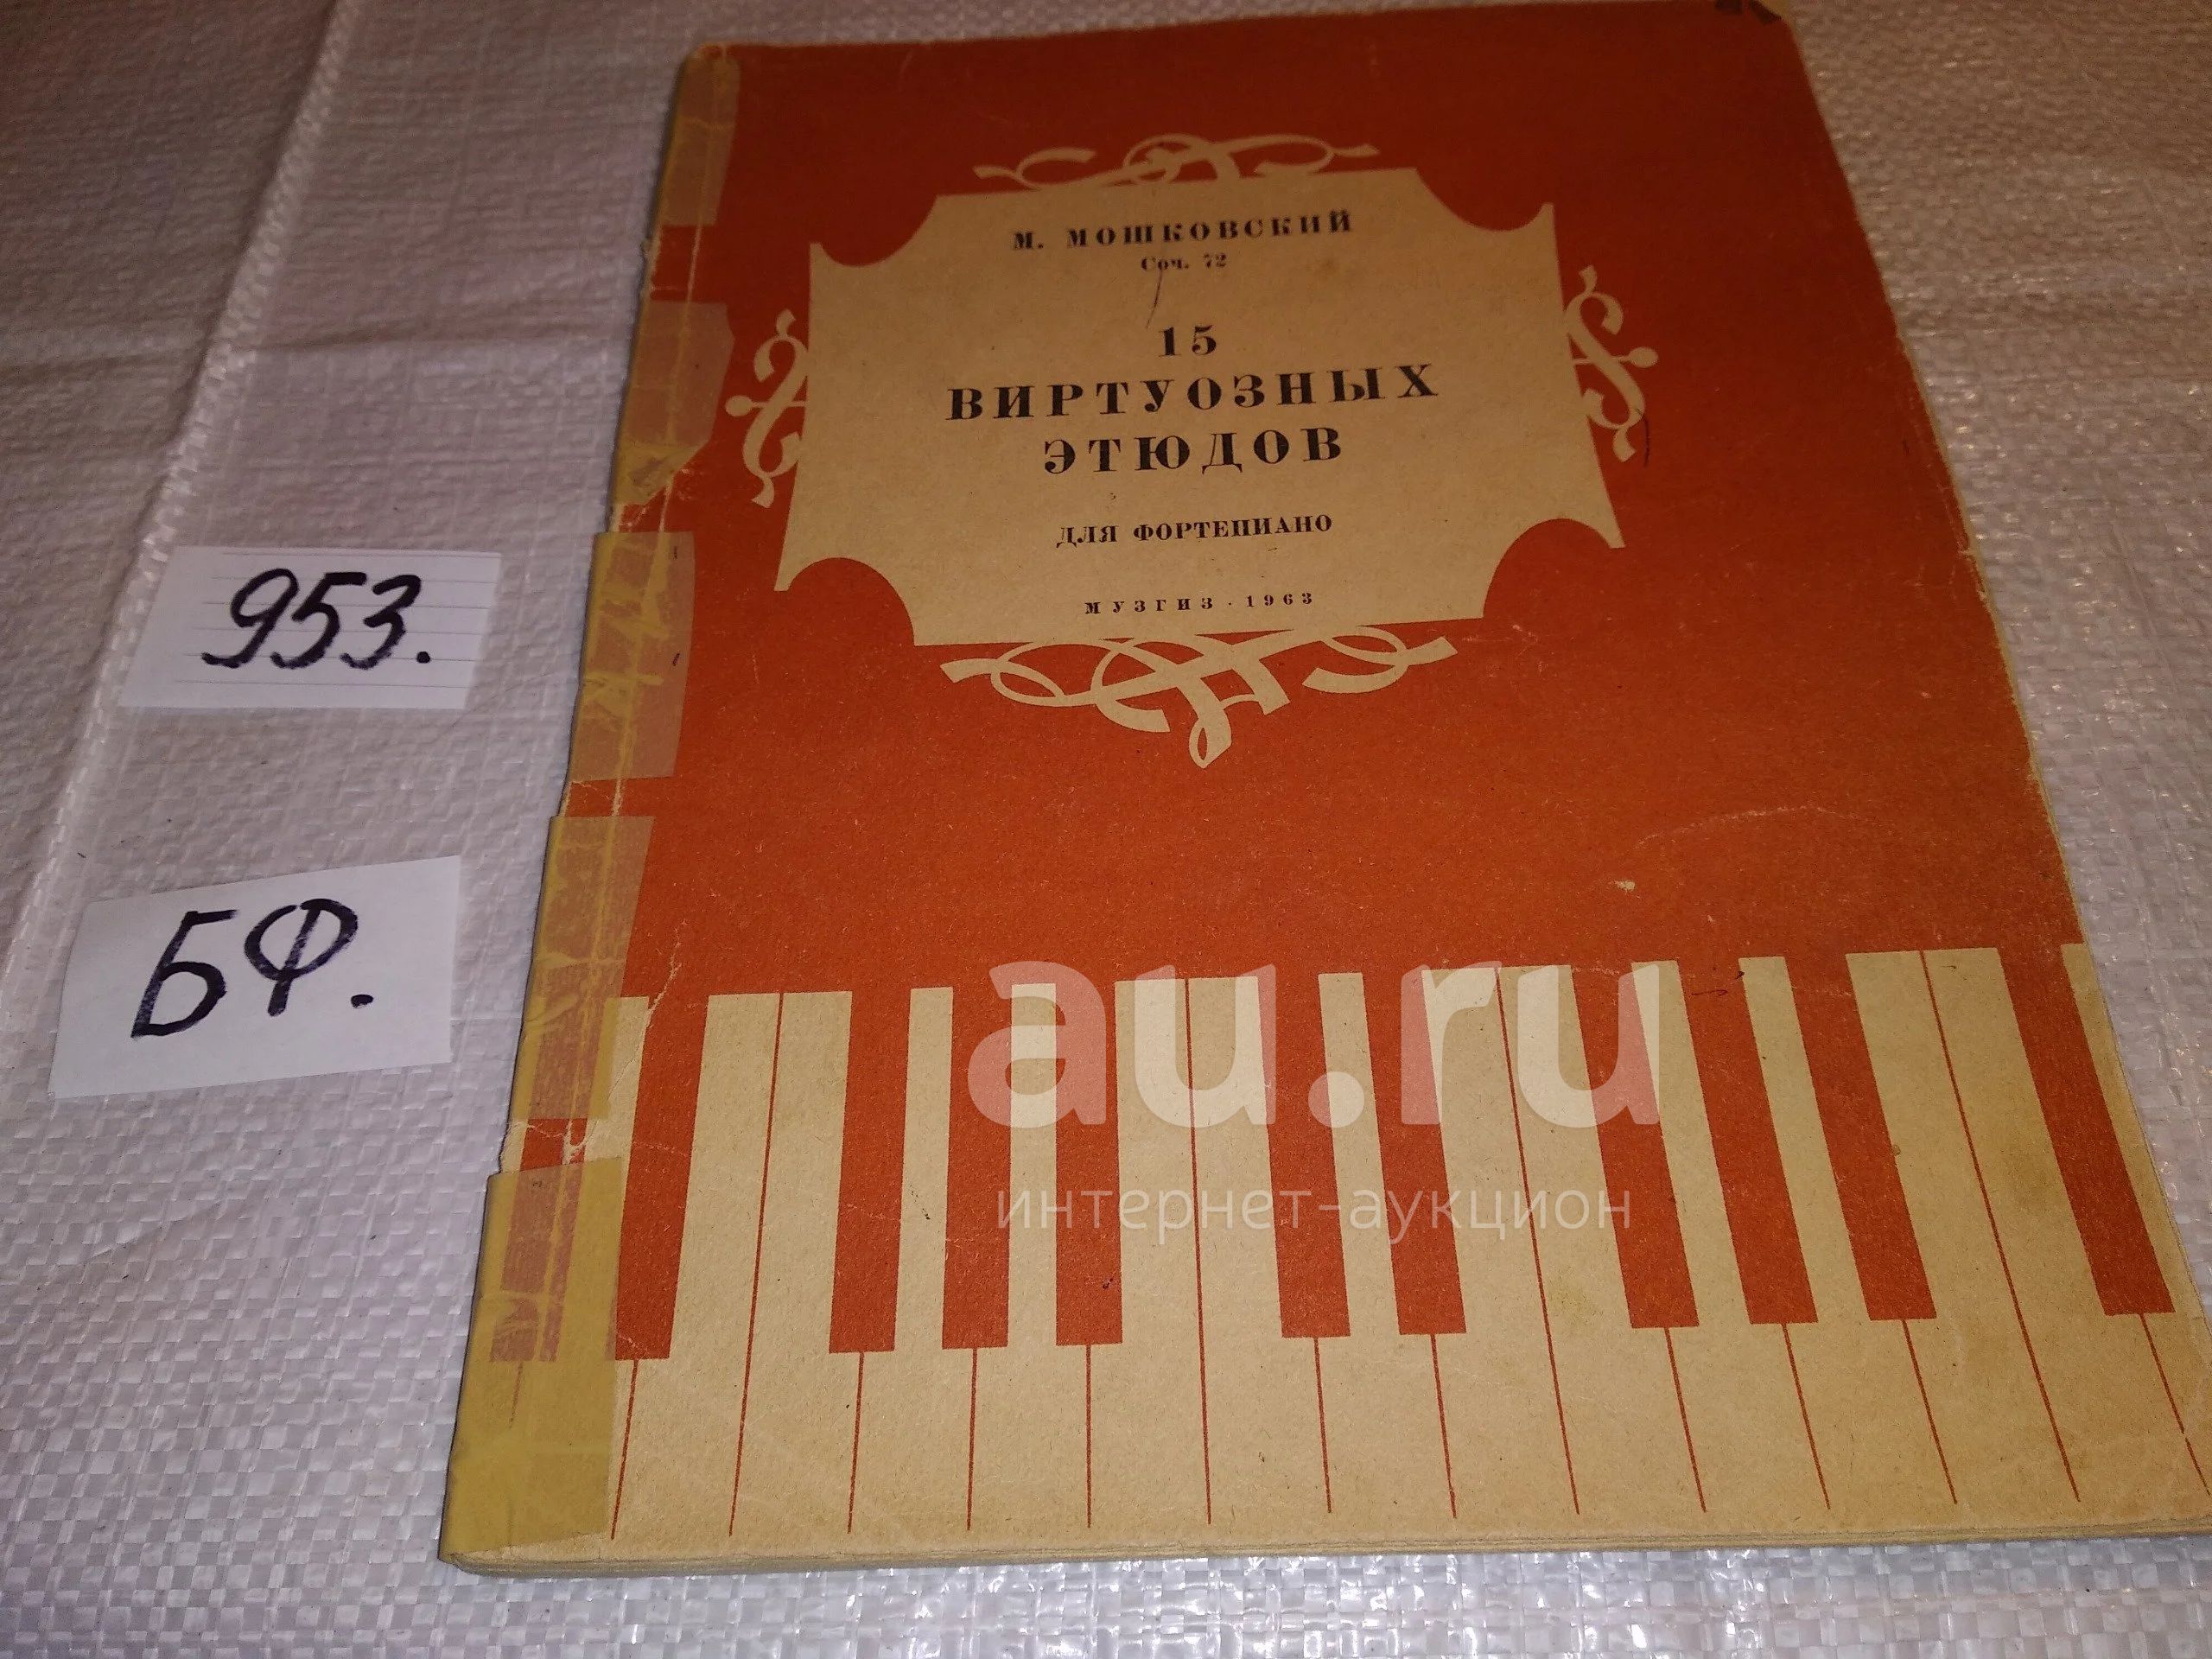 М. МОШКОВСКИЙ
Соч. 72
15
ВИРТУОЗНЫХ
ЭТЮДОВ
ДЛЯ ФОРТЕПИАНО
МУЗГИЗ · 1963
953.
БФ.
au.ru
интернет-аукцион